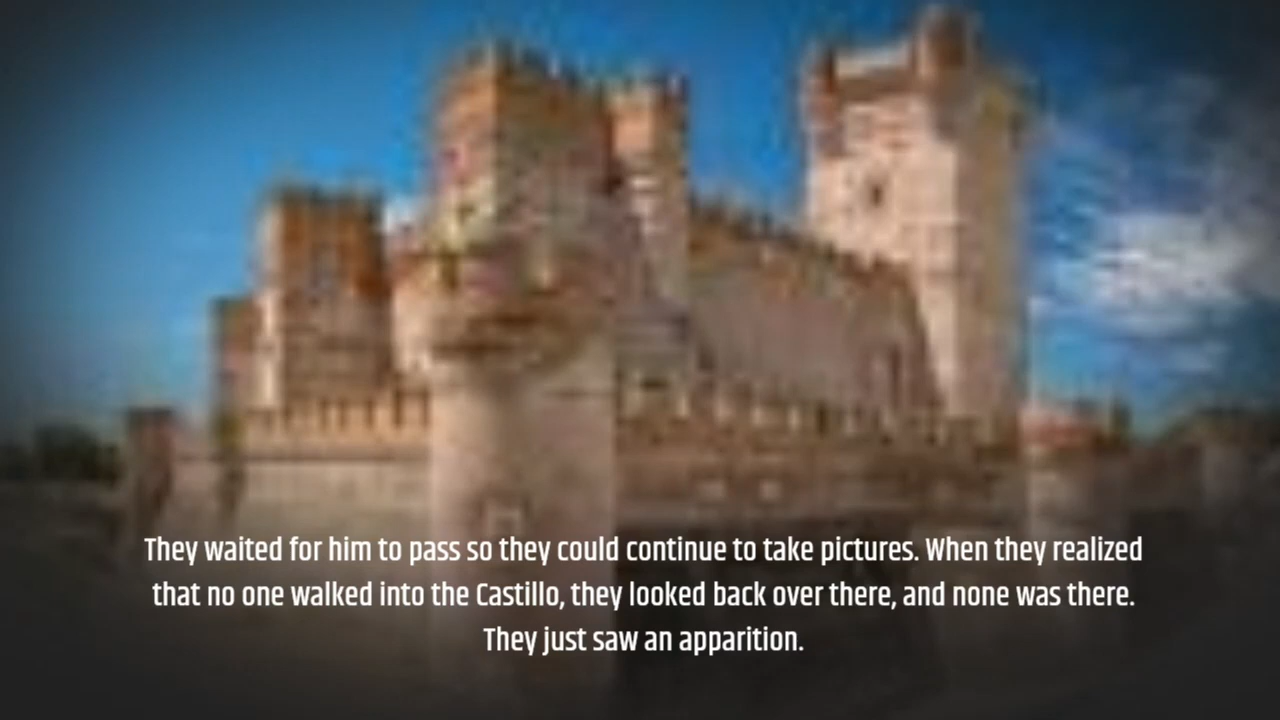 They waited for him to pass so they could continue to take pictures. When they realized
that no one walked into the Castillo, they looked back over there, and none was there.
They just saw an apparition.